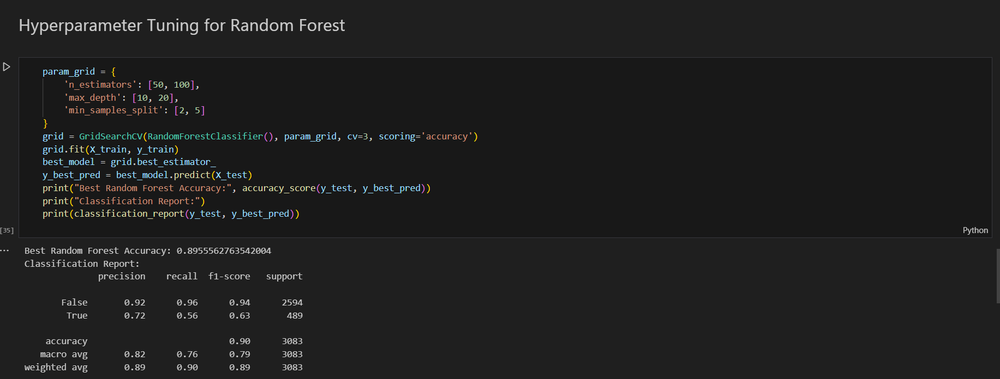 Hyperparameter Tuning for Random Forest
param_grid = {
    'n_estimators': [50, 100],
    'max_depth': [10, 20],
    'min_samples_split': [2, 5]
}
grid = GridSearchCV(RandomForestClassifier(), param_grid, cv=3, scoring='accuracy')
grid.fit(X_train, y_train)
best_model = grid.best_estimator_
y_best_pred = best_model.predict(X_test)
print("Best Random Forest Accuracy:", accuracy_score(y_test, y_best_pred))
print("Classification Report:")
print(classification_report(y_test, y_best_pred))
[35]
Python
... Best Random Forest Accuracy: 0.8955562763542004
Classification Report:
              precision    recall  f1-score   support
       False       0.92      0.96      0.94      2594
        True       0.72      0.56      0.63       489
    accuracy                           0.90      3083
   macro avg       0.82      0.76      0.79      3083
weighted avg       0.89      0.90      0.89      3083